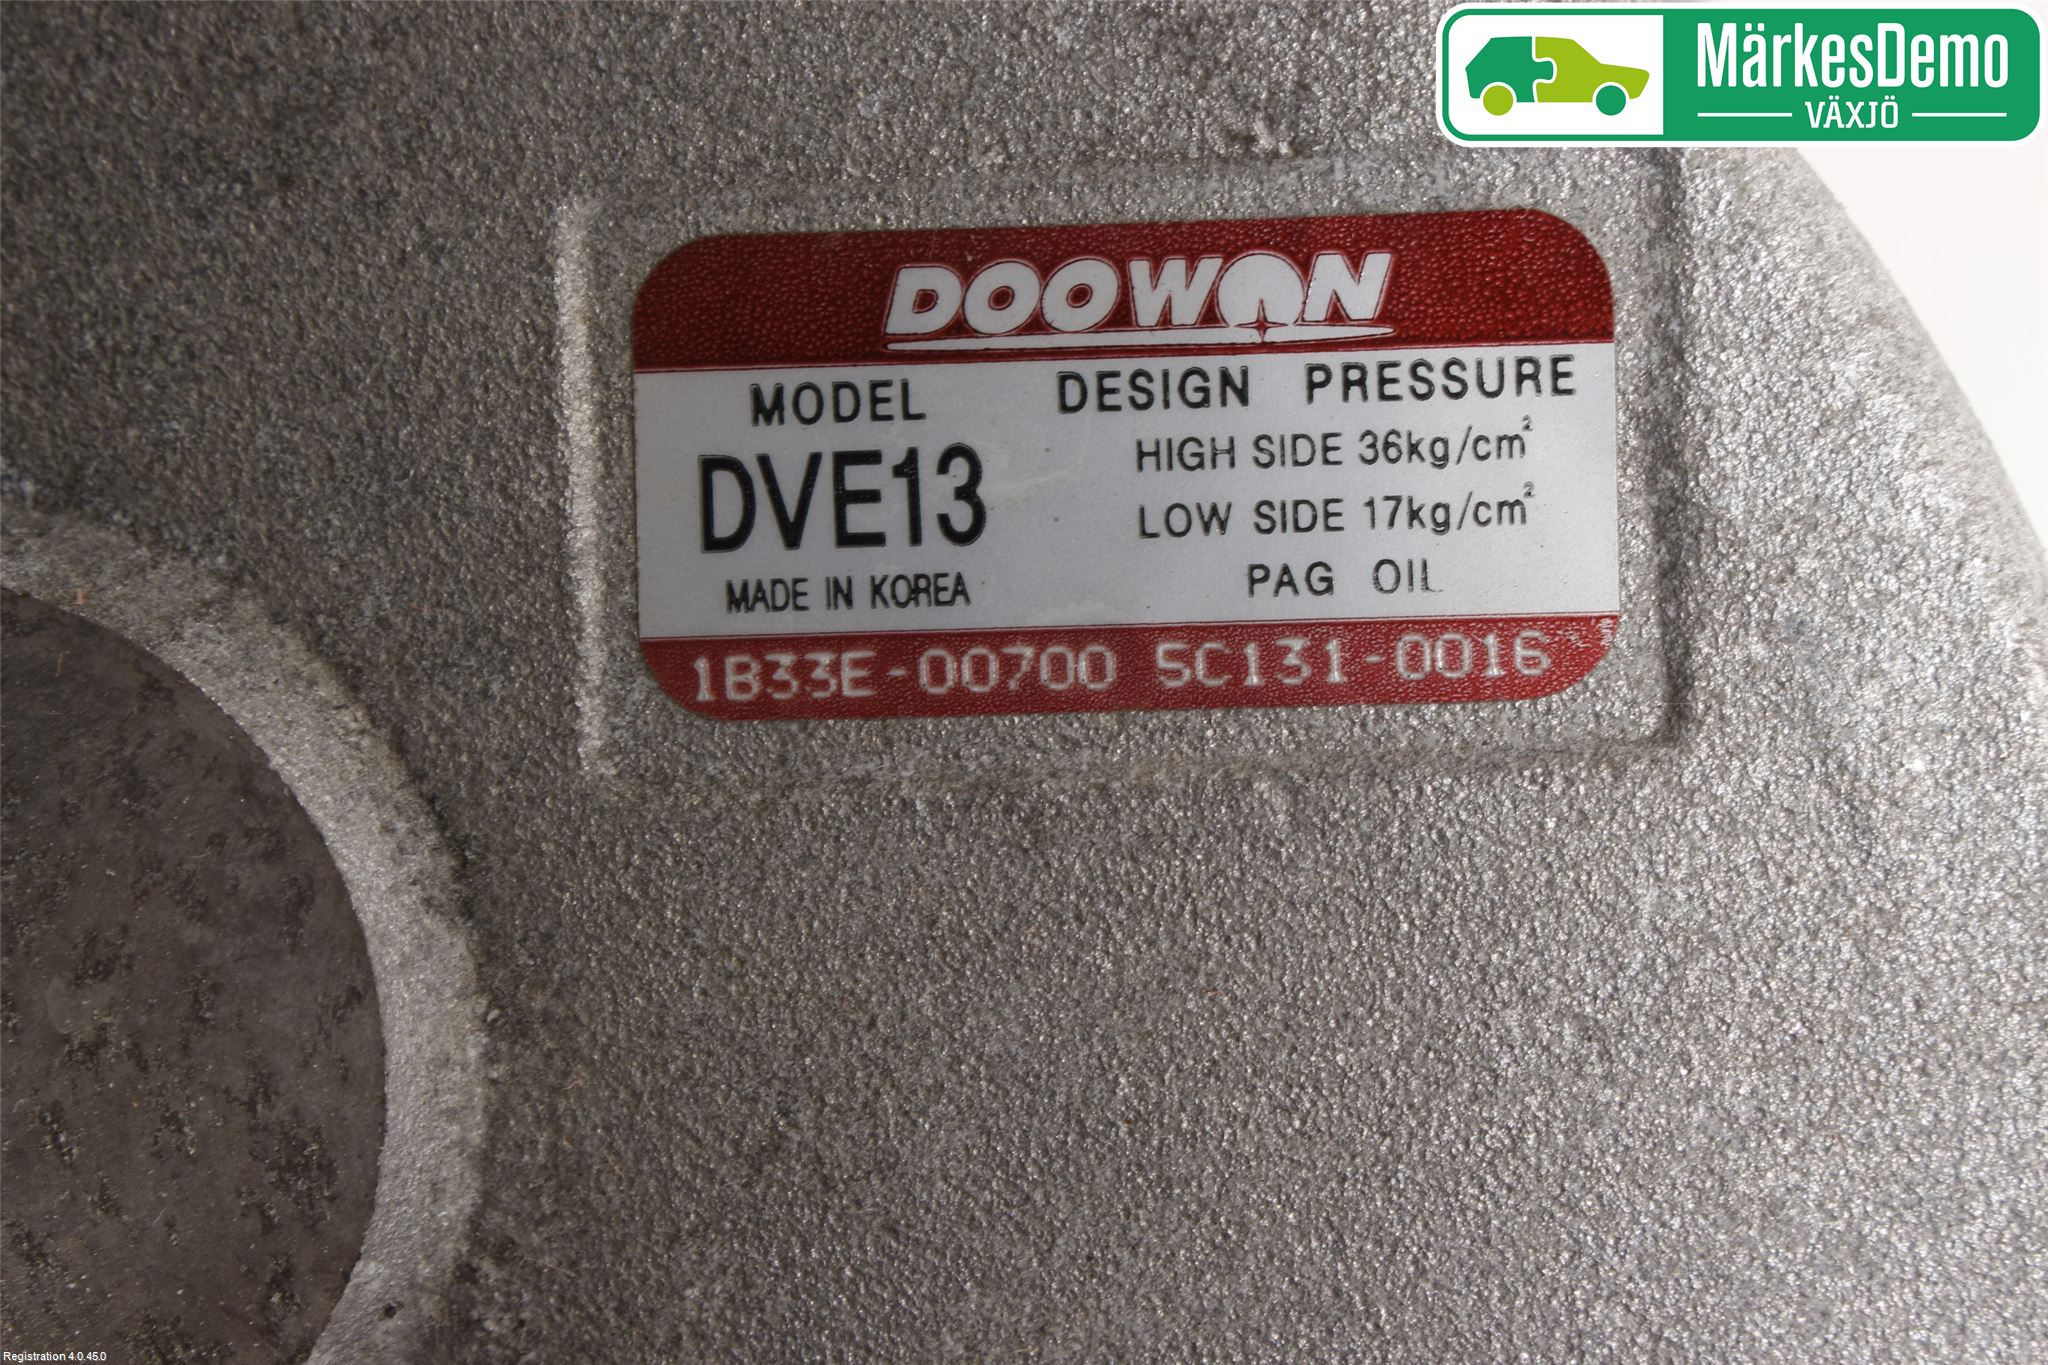 MärkesDemo
VÄXJÖ
DOOWON
MODEL DESIGN PRESSURE
DVE13 HIGH SIDE 36kg/cm²
LOW SIDE 17kg/cm²
MADE IN KOREA PAG OIL
1B33E-00700 5C131-0016
Registration 4.0.45.0